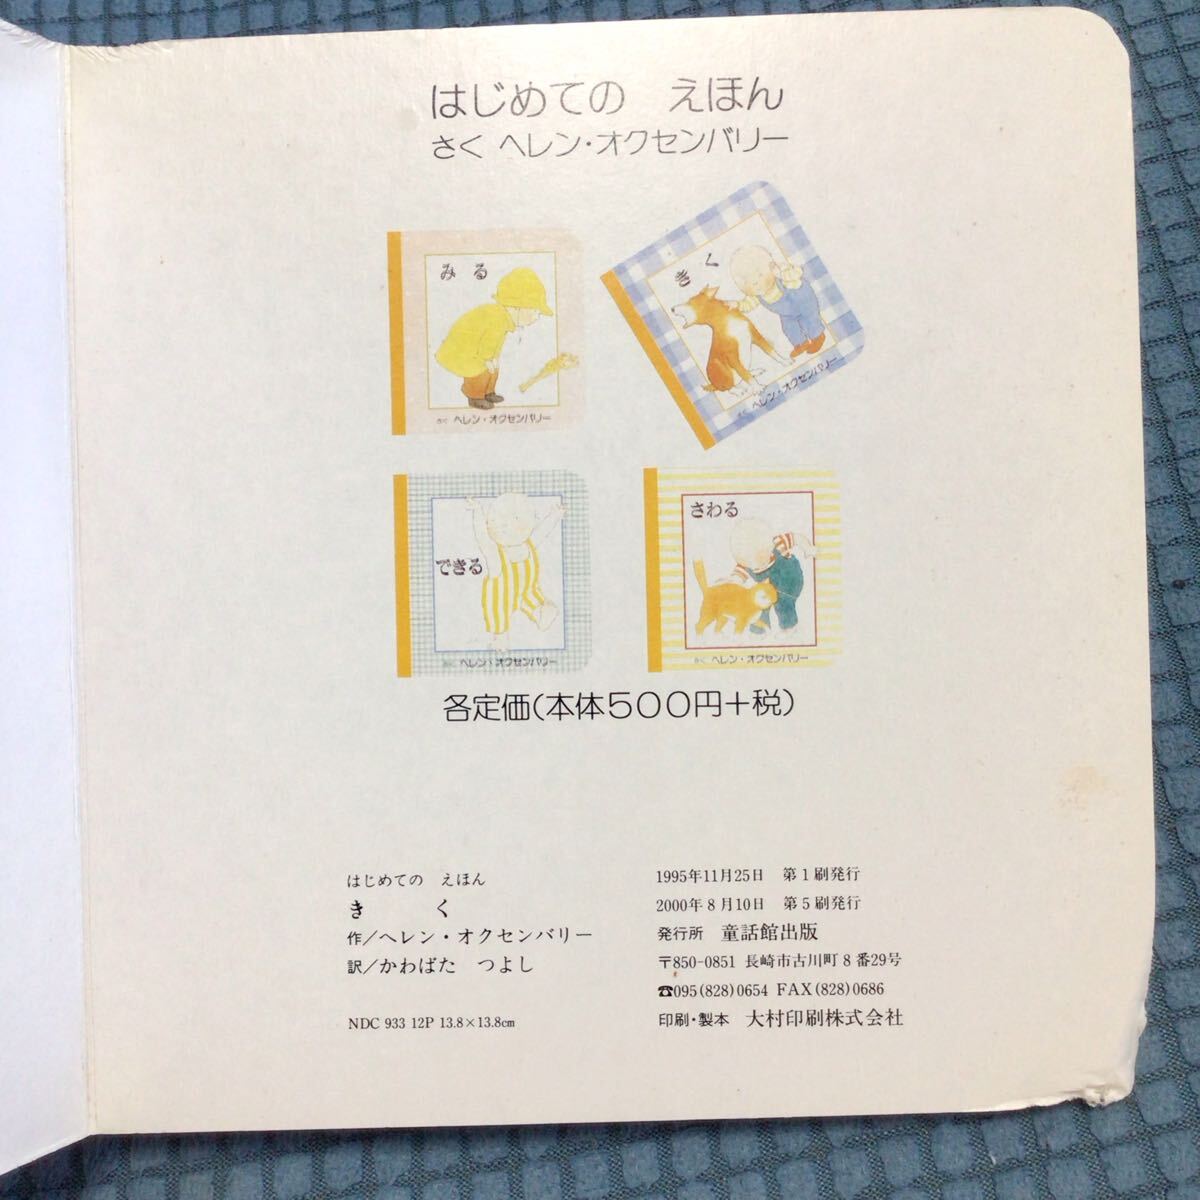 はじめての えほん
さく ヘレン・オクセンバリー
みる
さく ヘレン・オクセンバリー
きく
さく ヘレン・オクセンバリー
できる
さく ヘレン・オクセンバリー
さわる
さく ヘレン・オクセンバリー
各定価(本体500円+税)
はじめての えほん
き く
作/ヘレン・オクセンバリー
訳/かわばた つよし
NDC 933 12P 13.8×13.8cm
1995年11月25日 第1刷発行
2000年8月10日 第5刷発行
発行所 童話館出版
〒850-0851 長崎市古川町8番29号
☎095(828)0654 FAX(828)0686
印刷・製本 大村印刷株式会社